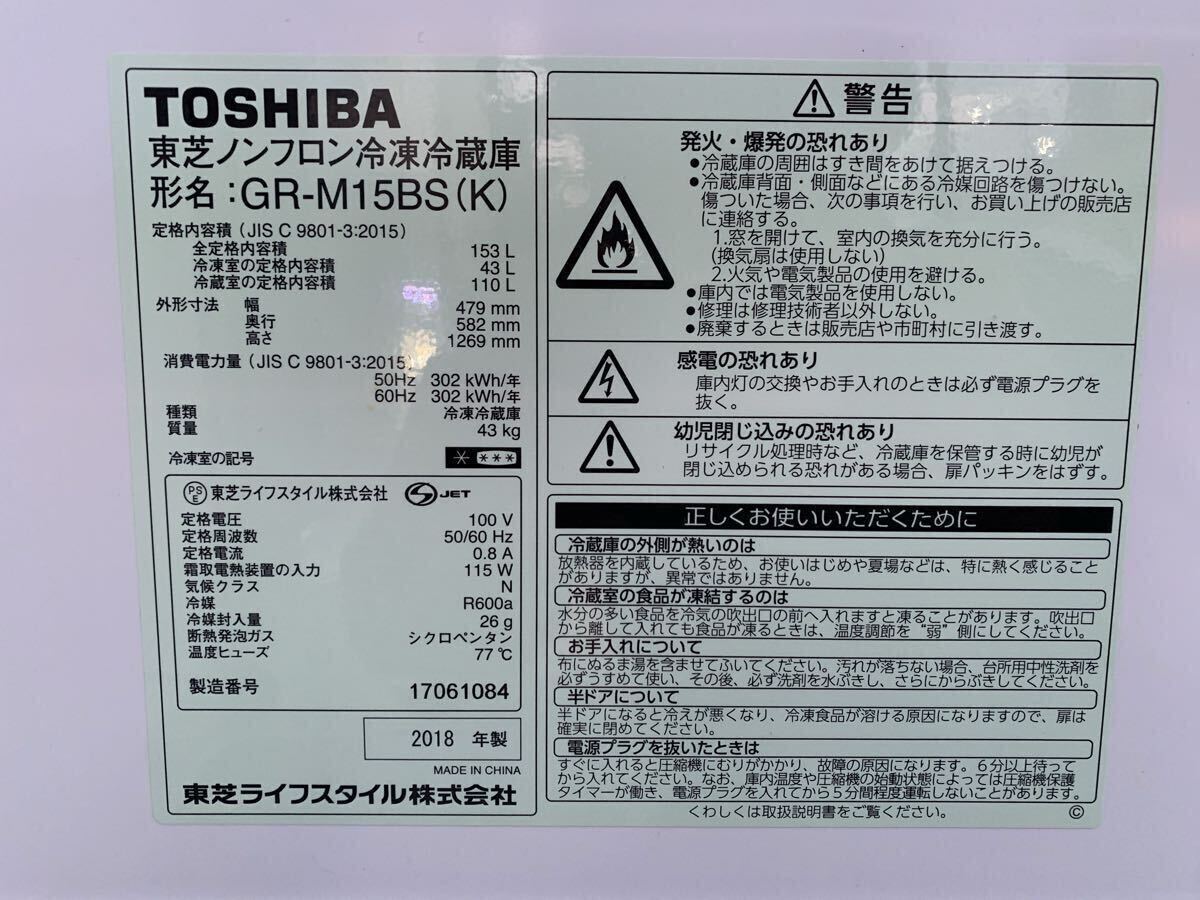 TOSHIBA
東芝ノンフロン冷凍冷蔵庫
形名：GR-M15BS(K)
定格内容積 (JIS C 9801-3:2015)
全定格内容積 153 L
冷凍室の定格内容積 43 L
冷蔵室の定格内容積 110 L
外形寸法 幅 479 mm
奥行 582 mm
高さ 1269 mm
消費電力量 (JIS C 9801-3:2015)
50Hz 302 kWh/年
60Hz 302 kWh/年
種類 冷凍冷蔵庫
質量 43 kg
冷凍室の記号 * ***
PSE 東芝ライフスタイル株式会社 S JET
定格電圧 100 V
定格周波数 50/60 Hz
定格電流 0.8 A
霜取電熱装置の入力 115 W
気候クラス N
冷媒 R600a
冷媒封入量 26 g
断熱発泡ガス シクロペンタン
温度ヒューズ 77℃
製造番号 17061084
2018 年製
MADE IN CHINA
東芝ライフスタイル株式会社
警告
発火・爆発の恐れあり
●冷蔵庫の周囲はすき間をあけて据えつける。
●冷蔵庫背面・側面などにある冷媒回路を傷つけない。
傷ついた場合、次の事項を行い、お買い上げの販売店
に連絡する。
1.窓を開けて、室内の換気を充分に行う。
(換気扇は使用しない)
2.火気や電気製品の使用を避ける。
●庫内では電気製品を使用しない。
●修理は修理技術者以外しない。
●廃棄するときは販売店や市町村に引き渡す。
感電の恐れあり
庫内灯の交換やお手入れのときは必ず電源プラグを
抜く。
幼児閉じ込みの恐れあり
リサイクル処理時など、冷蔵庫を保管する時に幼児が
閉じ込められる恐れがある場合、扉パッキンをはずす。
正しくお使いいただくために
冷蔵庫の外側が熱いのは
放熱器を内蔵しているため、お使いはじめや夏場などは、特に熱く感じること
がありますが、異常ではありません。
冷蔵室の食品が凍結するのは
水分の多い食品を冷気の吹出口の前へ入れますと凍ることがあります。吹出口
から離して入れても食品が凍るときは、温度調節を“弱”側にしてください。
お手入れについて
布にぬるま湯を含ませてふいてください。汚れが落ちない場合、台所用中性洗剤を
必ずうすめて使い、その後、必ず洗剤を水ぶきし、さらにからぶきしてください。
半ドアについて
半ドアになると冷えが悪くなり、冷凍食品が溶ける原因になりますので、扉は
確実に閉めてください。
電源プラグを抜いたときは
すぐに入れると圧縮機にむりがかかり、故障の原因になります。6分以上待って
から入れてください。なお、庫内温度や圧縮機の始動状態によっては圧縮機保護
タイマーが働き、電源プラグを入れてから5分間程度運転しないことがあります。
くわしくは取扱説明書をご覧ください。 ©